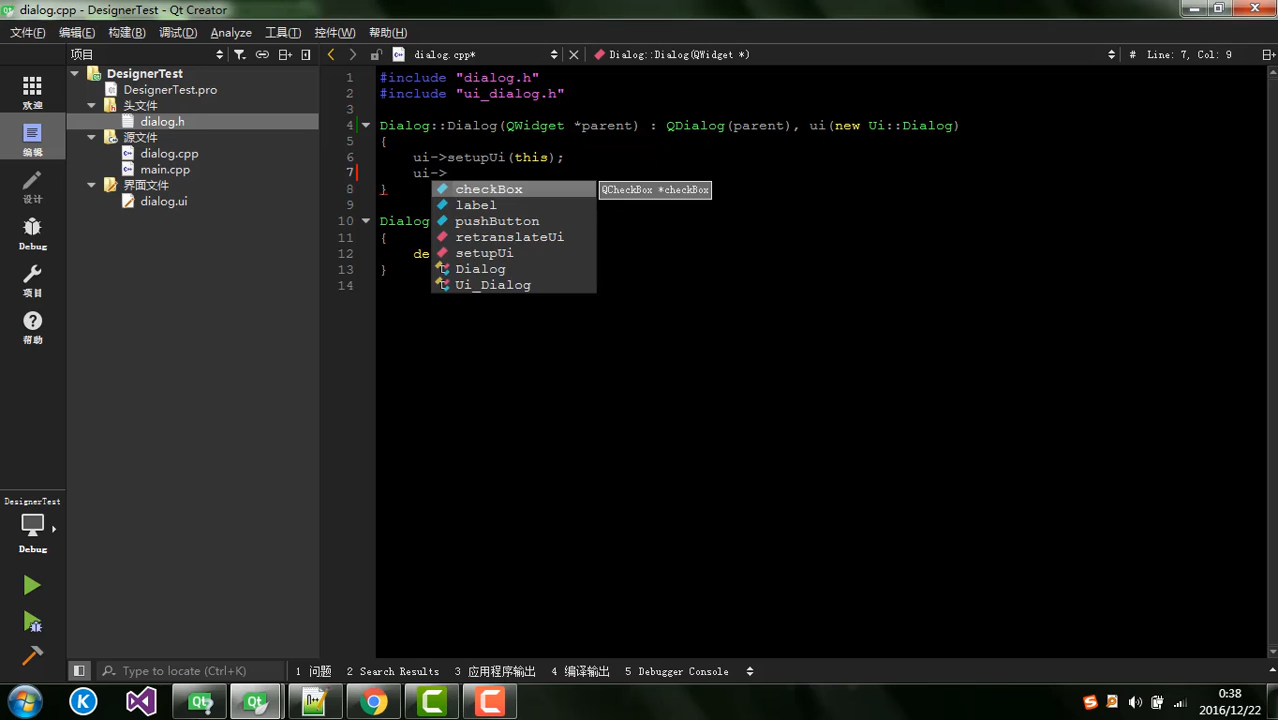 dialog.cpp - DesignerTest - Qt Creator
文件(F) 编辑(E) 构建(B) 调试(D) Analyze 工具(T) 控件(W) 帮助(H)
项目
dialog.cpp*
Dialog::Dialog(QWidget *)
# Line: 7, Col: 9
欢迎
编辑
设计
Debug
项目
帮助
DesignerTest
Debug
DesignerTest
DesignerTest.pro
头文件
dialog.h
源文件
dialog.cpp
main.cpp
界面文件
dialog.ui
1 #include "dialog.h"
2 #include "ui_dialog.h"
3
4 Dialog::Dialog(QWidget *parent) : QDialog(parent), ui(new Ui::Dialog)
5 {
6 ui->setupUi(this);
7 ui->
8 }
9
10 Dialog
11 {
12 de
13 }
14
checkBox
label
pushButton
retranslateUi
setupUi
Dialog
Ui_Dialog
QCheckBox *checkBox
Type to locate (Ctrl+K)
1 问题 2 Search Results 3 应用程序输出 4 编译输出 5 Debugger Console
0:38
2016/12/22